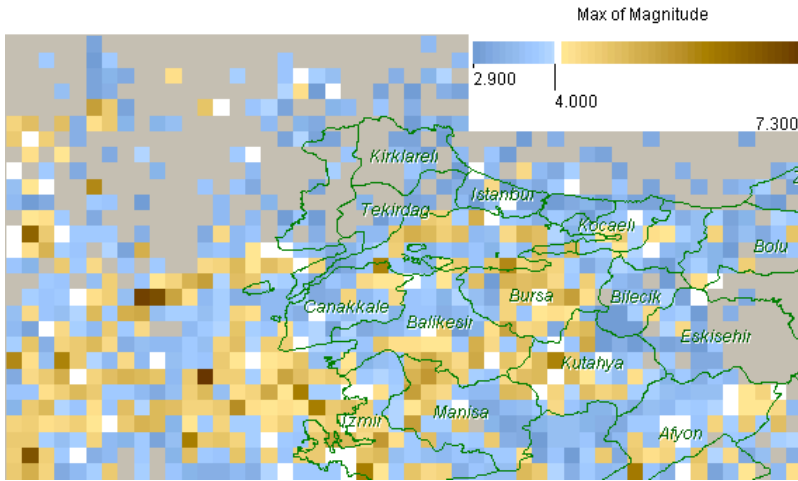 Max of Magnitude
2.900
4.000
7.300
Kirklareli
Istanbur
Tekirdag
Kocaeli
Bolu
Canakkale
Balikesir
Bursa
Bilecik
Eskisehir
Kutahya
Izmir
Manisa
Afyon